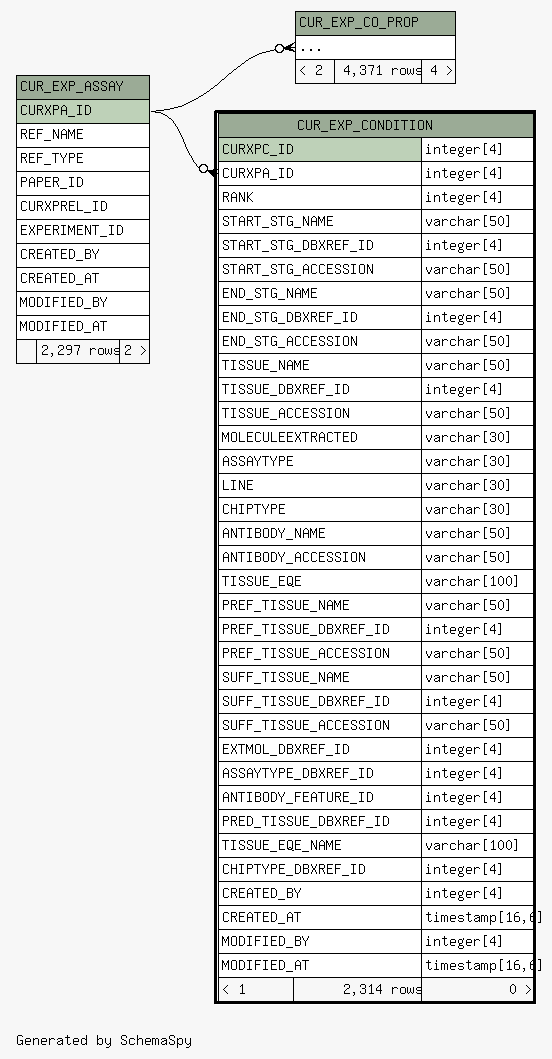 CUR_EXP_CO_PROP
...
< 2 4,371 rows 4 >
CUR_EXP_ASSAY
CURXPA_ID
REF_NAME
REF_TYPE
PAPER_ID
CURXPREL_ID
EXPERIMENT_ID
CREATED_BY
CREATED_AT
MODIFIED_BY
MODIFIED_AT
2,297 rows 2 >
CUR_EXP_CONDITION
CURXPC_ID integer[4]
CURXPA_ID integer[4]
RANK integer[4]
START_STG_NAME varchar[50]
START_STG_DBXREF_ID integer[4]
START_STG_ACCESSION varchar[50]
END_STG_NAME varchar[50]
END_STG_DBXREF_ID integer[4]
END_STG_ACCESSION varchar[50]
TISSUE_NAME varchar[50]
TISSUE_DBXREF_ID integer[4]
TISSUE_ACCESSION varchar[50]
MOLECULEEXTRACTED varchar[30]
ASSAYTYPE varchar[30]
LINE varchar[30]
CHIPTYPE varchar[30]
ANTIBODY_NAME varchar[50]
ANTIBODY_ACCESSION varchar[50]
TISSUE_EQE varchar[100]
PREF_TISSUE_NAME varchar[50]
PREF_TISSUE_DBXREF_ID integer[4]
PREF_TISSUE_ACCESSION varchar[50]
SUFF_TISSUE_NAME varchar[50]
SUFF_TISSUE_DBXREF_ID integer[4]
SUFF_TISSUE_ACCESSION varchar[50]
EXTMOL_DBXREF_ID integer[4]
ASSAYTYPE_DBXREF_ID integer[4]
ANTIBODY_FEATURE_ID integer[4]
PRED_TISSUE_DBXREF_ID integer[4]
TISSUE_EQE_NAME varchar[100]
CHIPTYPE_DBXREF_ID integer[4]
CREATED_BY integer[4]
CREATED_AT timestamp[16,6]
MODIFIED_BY integer[4]
MODIFIED_AT timestamp[16,6]
< 1 2,314 rows 0 >
Generated by SchemaSpy